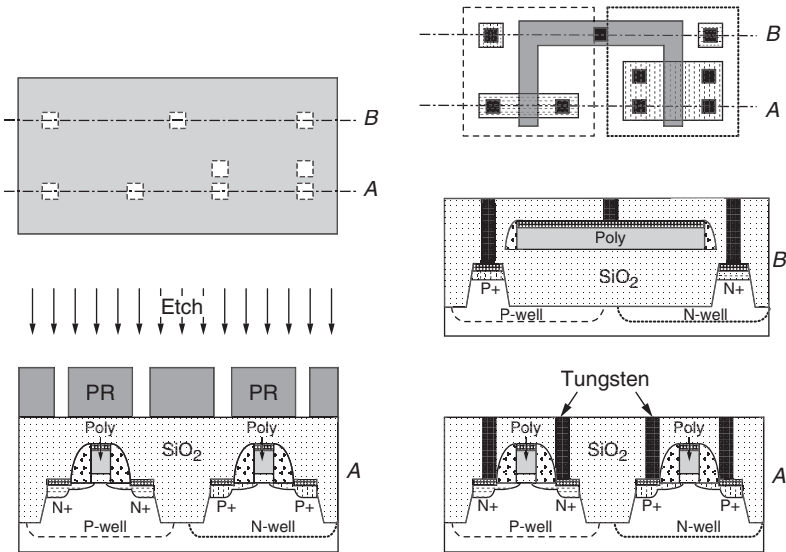 B
A
Etch
PR
PR
Poly
Poly
SiO2
A
N+
N+
P+
P+
P-well
N-well
B
A
Poly
SiO2
B
P+
N+
P-well
N-well
Tungsten
Poly
Poly
SiO2
A
N+
N+
P+
P+
P-well
N-well